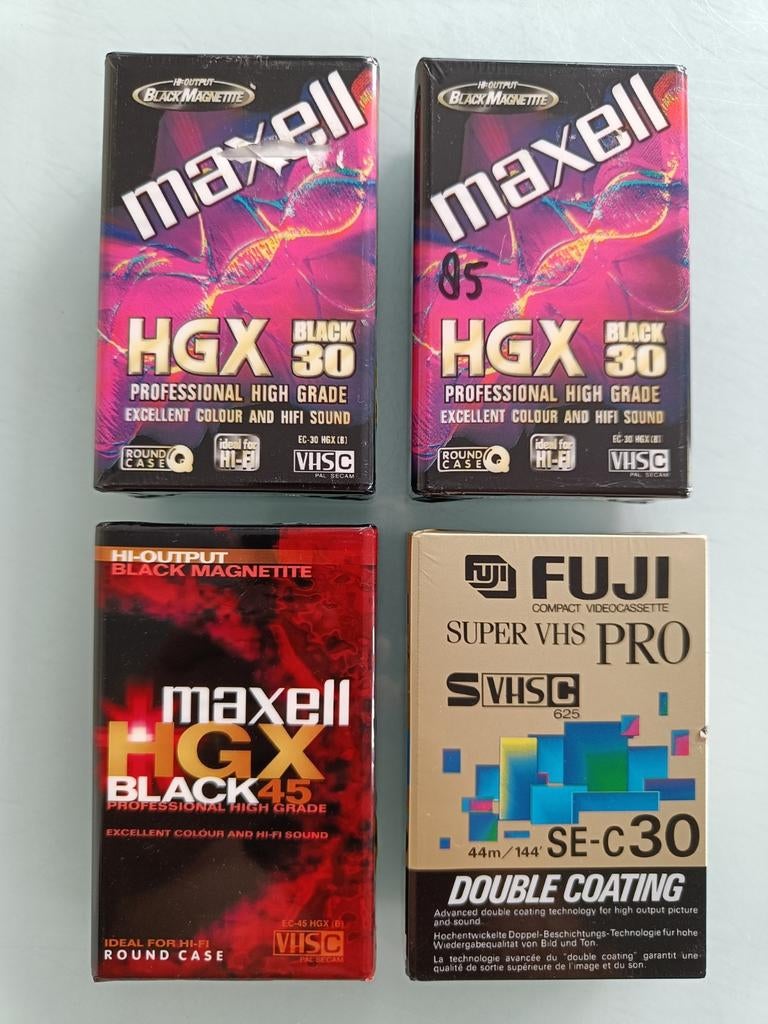 HI-OUTPUT
BLACK MAGNETITE
maxell
HGX BLACK 30
PROFESSIONAL HIGH GRADE
EXCELLENT COLOUR AND HIFI SOUND
EC-30 HGX (B)
ROUND CASE
ideal for HI-FI
VHS C
PAL SECAM
HI-OUTPUT
BLACK MAGNETITE
maxell
85
HGX BLACK 30
PROFESSIONAL HIGH GRADE
EXCELLENT COLOUR AND HIFI SOUND
EC-30 HGX (B)
ROUND CASE
ideal for HI-FI
VHS C
PAL SECAM
HI-OUTPUT
BLACK MAGNETITE
maxell
HGX
BLACK 45
PROFESSIONAL HIGH GRADE
EXCELLENT COLOUR AND HI-FI SOUND
EC-45 HGX (B)
IDEAL FOR HI-FI
ROUND CASE
VHS C
PAL SECAM
FUJI FUJI
COMPACT VIDEOCASSETTE
SUPER VHS PRO
S VHS C
625
44m/144' SE-C30
DOUBLE COATING
Advanced double coating technology for high output picture
and sound.
Hochentwickelte Doppel-Beschichtungs-Technologie für hohe
Wiedergabequalität von Bild und Ton.
La technologie avancée du "double coating" garantit une
qualité de sortie supérieure de l'image et du son.